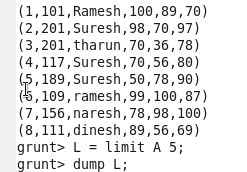 (1,101,Ramesh,100,89,70)
(2,201,Suresh,98,70,97)
(3,201,tharun,70,36,78)
(4,117,Suresh,70,56,80)
(5,189,Suresh,50,78,90)
(6,109,ramesh,99,100,87)
(7,156,naresh,78,98,100)
(8,111,dinesh,89,56,69)
grunt> L = limit A 5;
grunt> dump L;